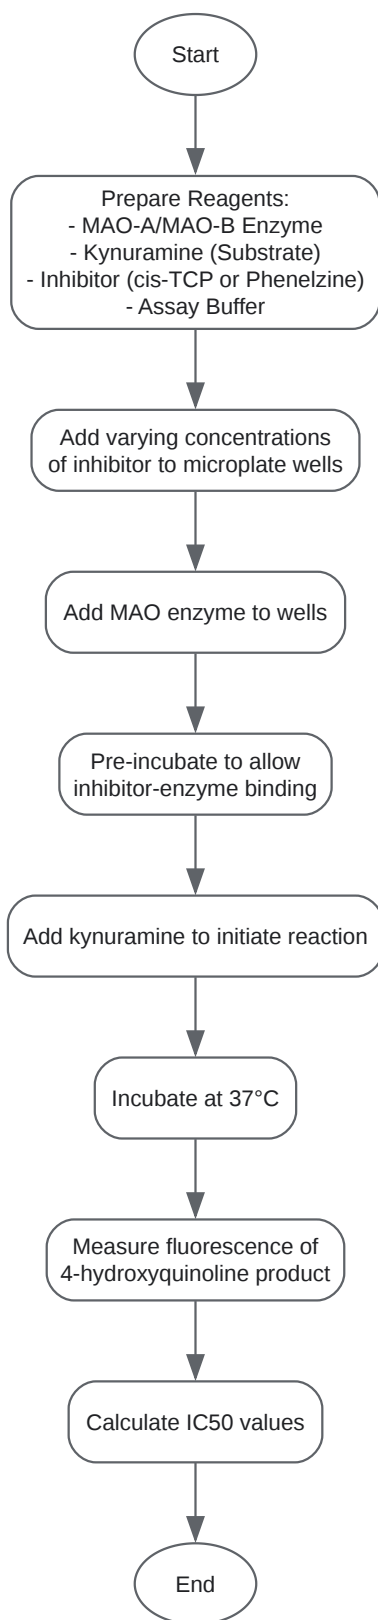 Start
Prepare Reagents:
- MAO-A/MAO-B Enzyme
- Kynuramine (Substrate)
- Inhibitor (cis-TCP or Phenelzine)
- Assay Buffer
Add varying concentrations
of inhibitor to microplate wells
Add MAO enzyme to wells
Pre-incubate to allow
inhibitor-enzyme binding
Add kynuramine to initiate reaction
Incubate at 37°C
Measure fluorescence of
4-hydroxyquinoline product
Calculate IC50 values
End